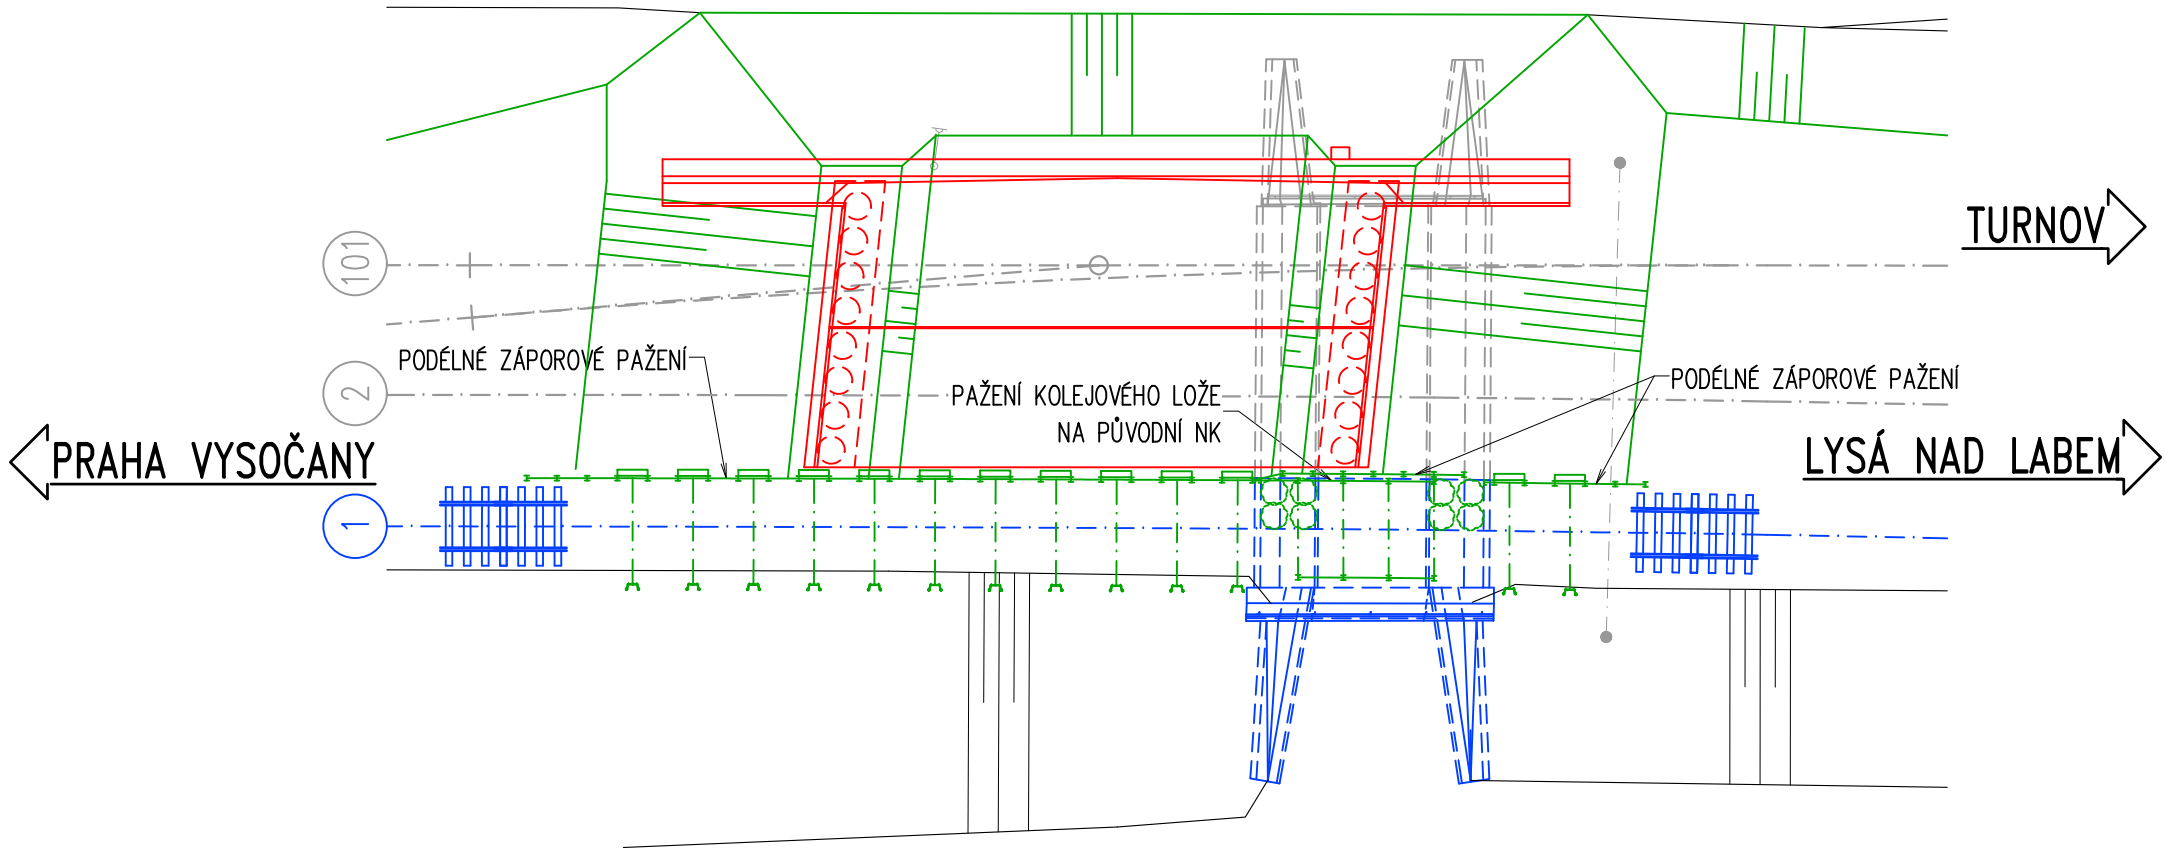 TURNOV
101
PODÉLNÉ ZÁPOROVÉ PAŽENÍ
2
PAŽENÍ KOLEJOVÉHO LOŽE
NA PŮVODNÍ NK
PODÉLNÉ ZÁPOROVÉ PAŽENÍ
PRAHA VYSOČANY
LYSÁ NAD LABEM
1